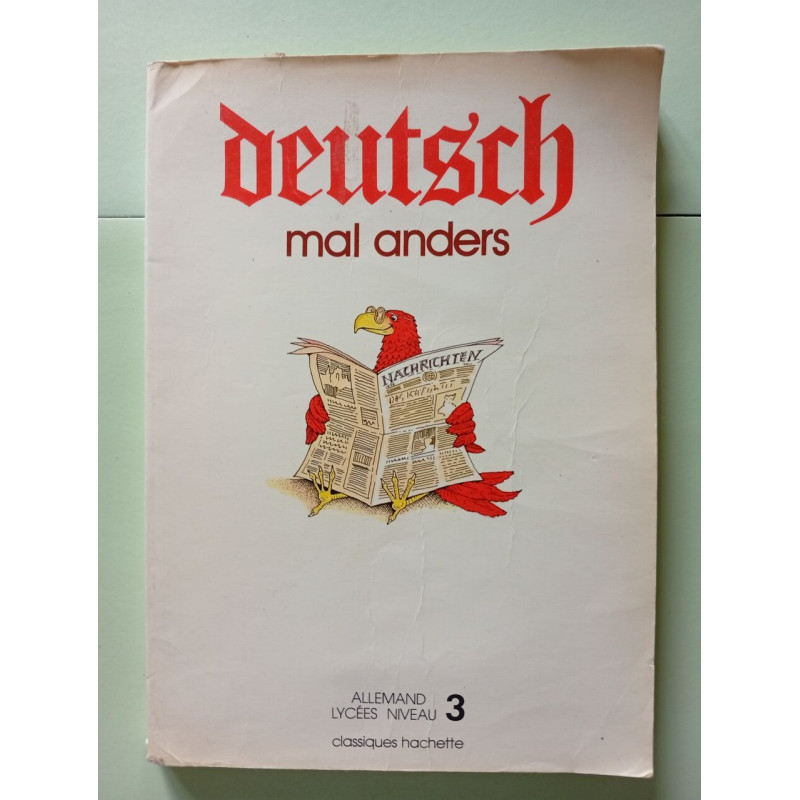 deutsch
mal anders
NACHRICHTEN
ALLEMAND
LYCÉES NIVEAU 3
classiques hachette